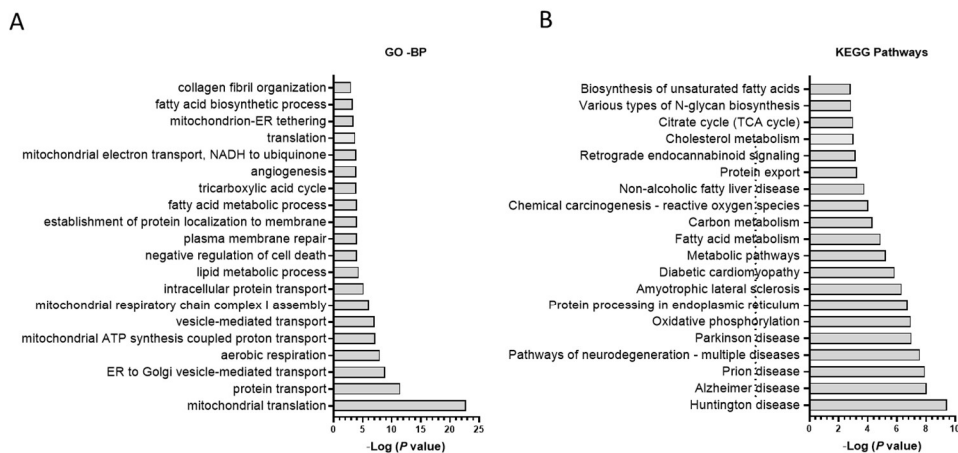 A
GO -BP
collagen fibril organization
fatty acid biosynthetic process
mitochondrion-ER tethering
translation
mitochondrial electron transport, NADH to ubiquinone
angiogenesis
tricarboxylic acid cycle
fatty acid metabolic process
establishment of protein localization to membrane
plasma membrane repair
negative regulation of cell death
lipid metabolic process
intracellular protein transport
mitochondrial respiratory chain complex I assembly
vesicle-mediated transport
mitochondrial ATP synthesis coupled proton transport
aerobic respiration
ER to Golgi vesicle-mediated transport
protein transport
mitochondrial translation
0 5 10 15 20 25
-Log (P value)
B
KEGG Pathways
Biosynthesis of unsaturated fatty acids
Various types of N-glycan biosynthesis
Citrate cycle (TCA cycle)
Cholesterol metabolism
Retrograde endocannabinoid signaling
Protein export
Non-alcoholic fatty liver disease
Chemical carcinogenesis - reactive oxygen species
Carbon metabolism
Fatty acid metabolism
Metabolic pathways
Diabetic cardiomyopathy
Amyotrophic lateral sclerosis
Protein processing in endoplasmic reticulum
Oxidative phosphorylation
Parkinson disease
Pathways of neurodegeneration - multiple diseases
Prion disease
Alzheimer disease
Huntington disease
0 2 4 6 8 10
-Log (P value)